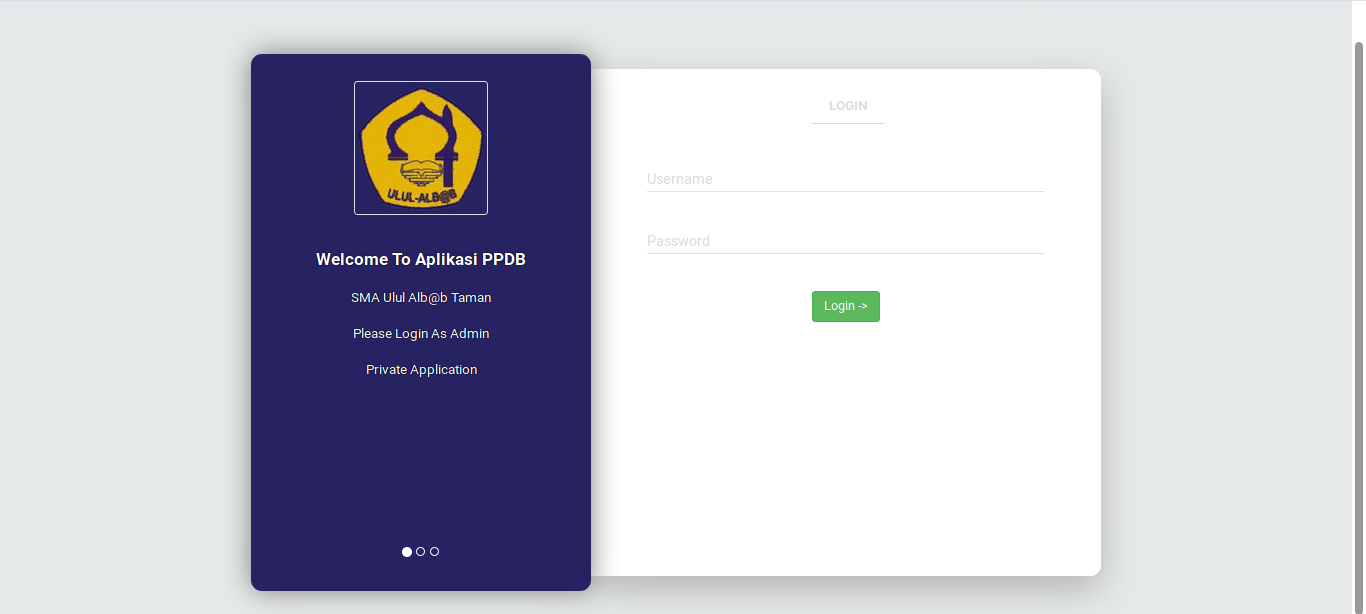 ULUL-ALB@B
Welcome To Aplikasi PPDB
SMA Ulul Alb@b Taman
Please Login As Admin
Private Application
LOGIN
Username
Password
Login ->